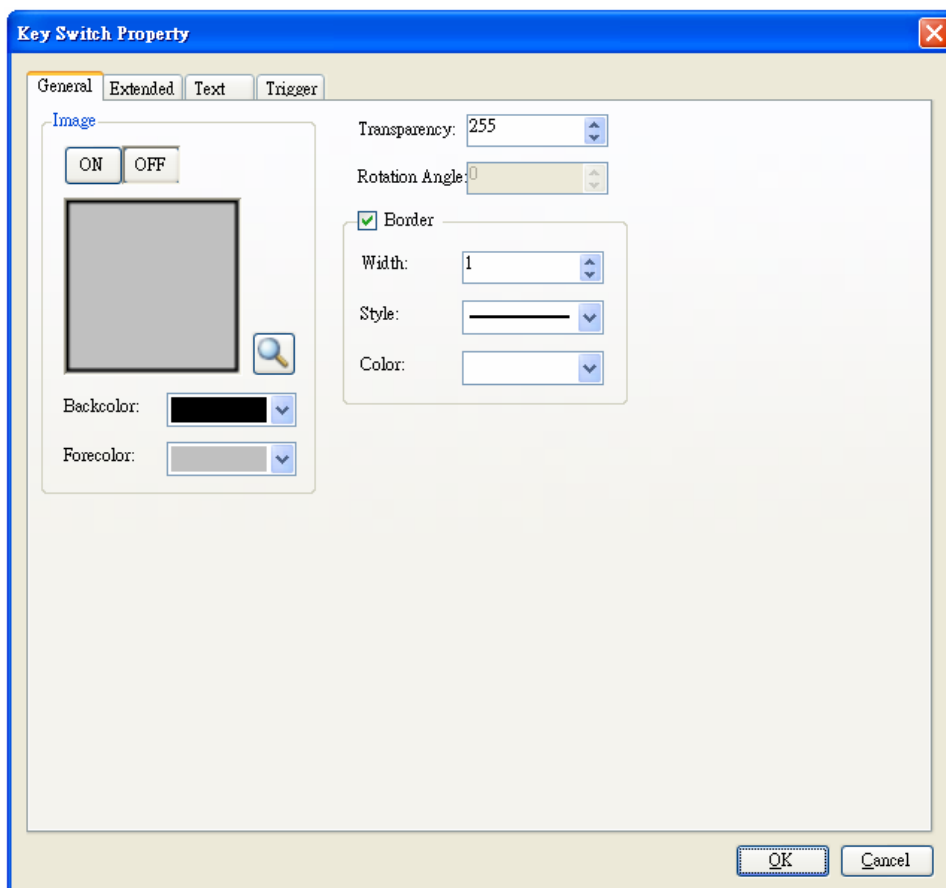 Key Switch Property
General Extended Text Trigger
Image
ON OFF
Backcolor:
Forecolor:
Transparency: 255
Rotation Angle: 0
Border
Width: 1
Style:
Color:
OK Cancel